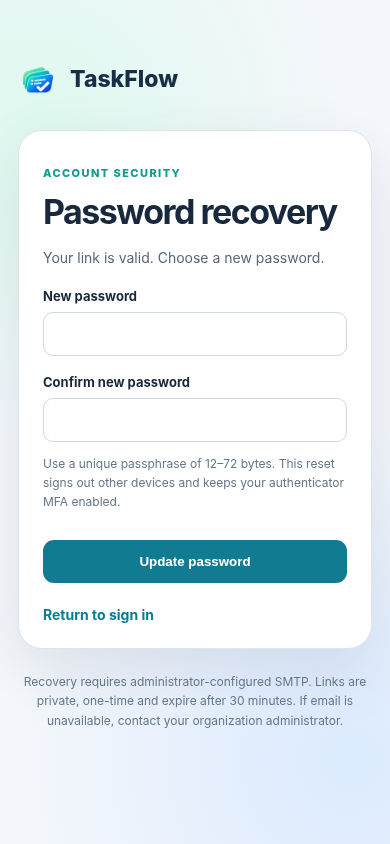 TaskFlow
ACCOUNT SECURITY
Password recovery
Your link is valid. Choose a new password.
New password
Confirm new password
Use a unique passphrase of 12–72 bytes. This reset
signs out other devices and keeps your authenticator
MFA enabled.
Update password
Return to sign in
Recovery requires administrator-configured SMTP. Links are
private, one-time and expire after 30 minutes. If email is
unavailable, contact your organization administrator.